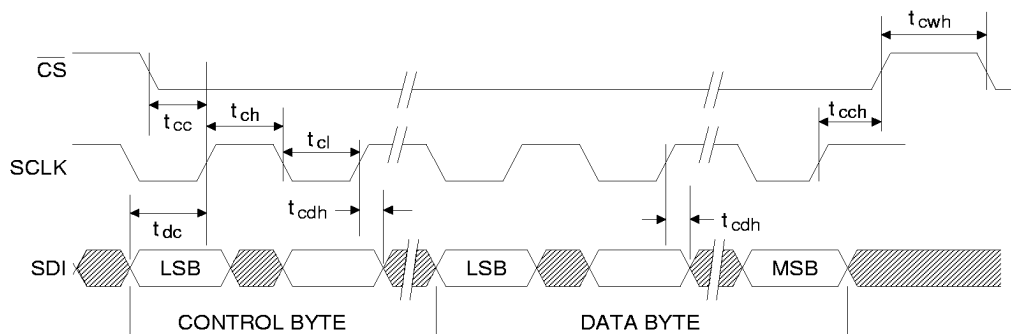 t cwh
CS
t cc
t ch
t cl
t cch
SCLK
t dc
t cdh
t cdh
SDI
LSB
LSB
MSB
CONTROL BYTE
DATA BYTE